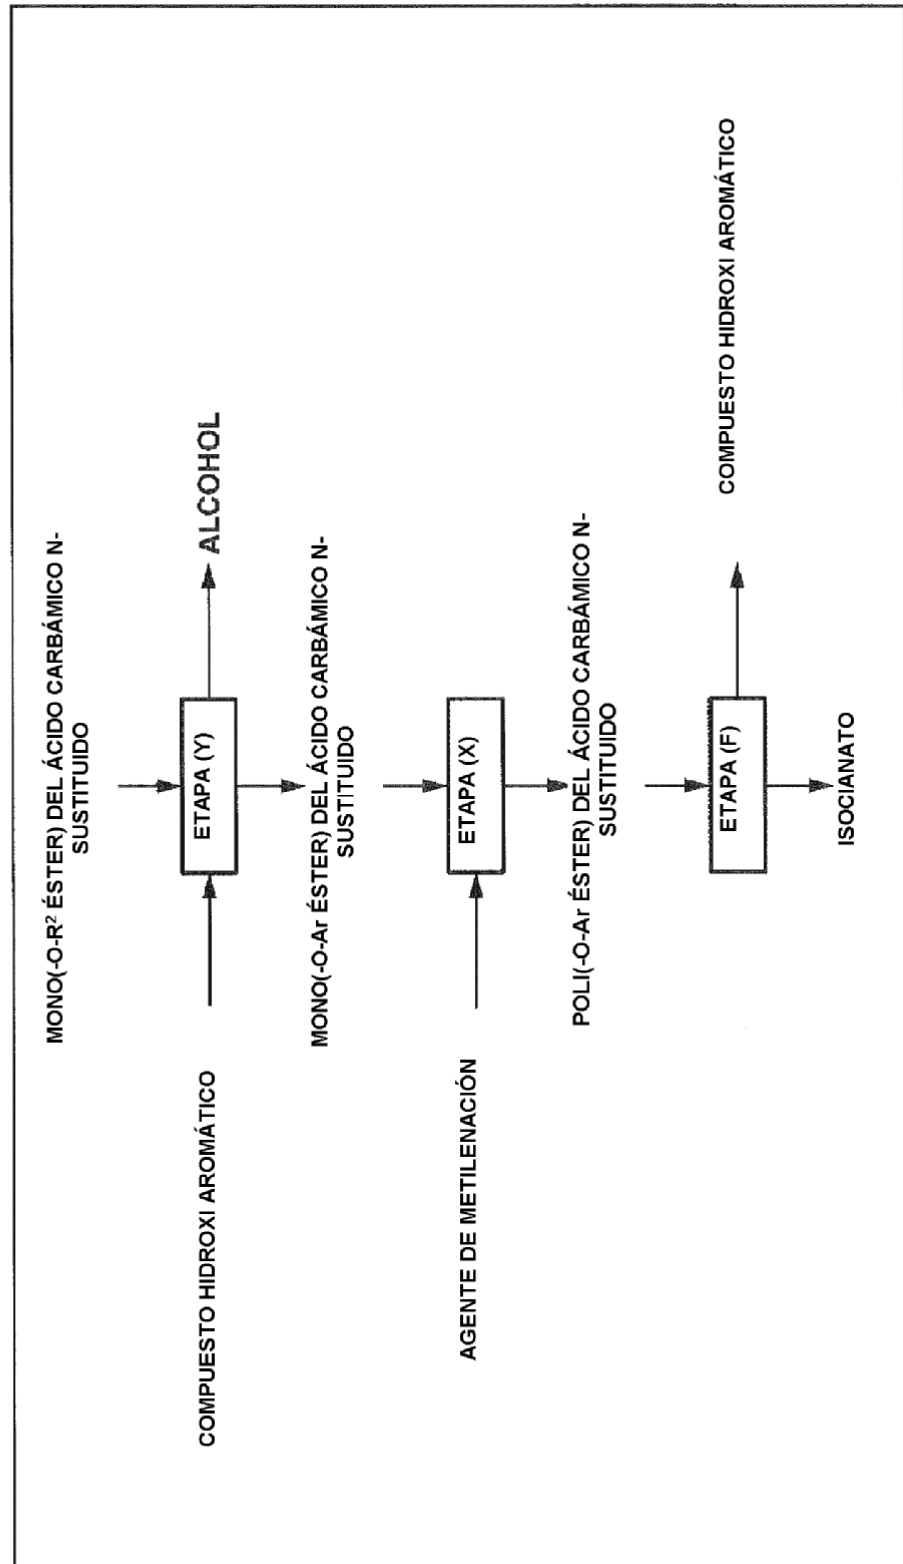 MONO(-O-R² ÉSTER) DEL ÁCIDO CARBÁMICO N-
SUSTITUIDO
COMPUESTO HIDROXI AROMÁTICO
ETAPA (Y)
ALCOHOL
MONO(-O-Ar ÉSTER) DEL ÁCIDO CARBÁMICO N-
SUSTITUIDO
AGENTE DE METILENACIÓN
ETAPA (X)
POLI(-O-Ar ÉSTER) DEL ÁCIDO CARBÁMICO N-
SUSTITUIDO
ETAPA (F)
COMPUESTO HIDROXI AROMÁTICO
ISOCIANATO